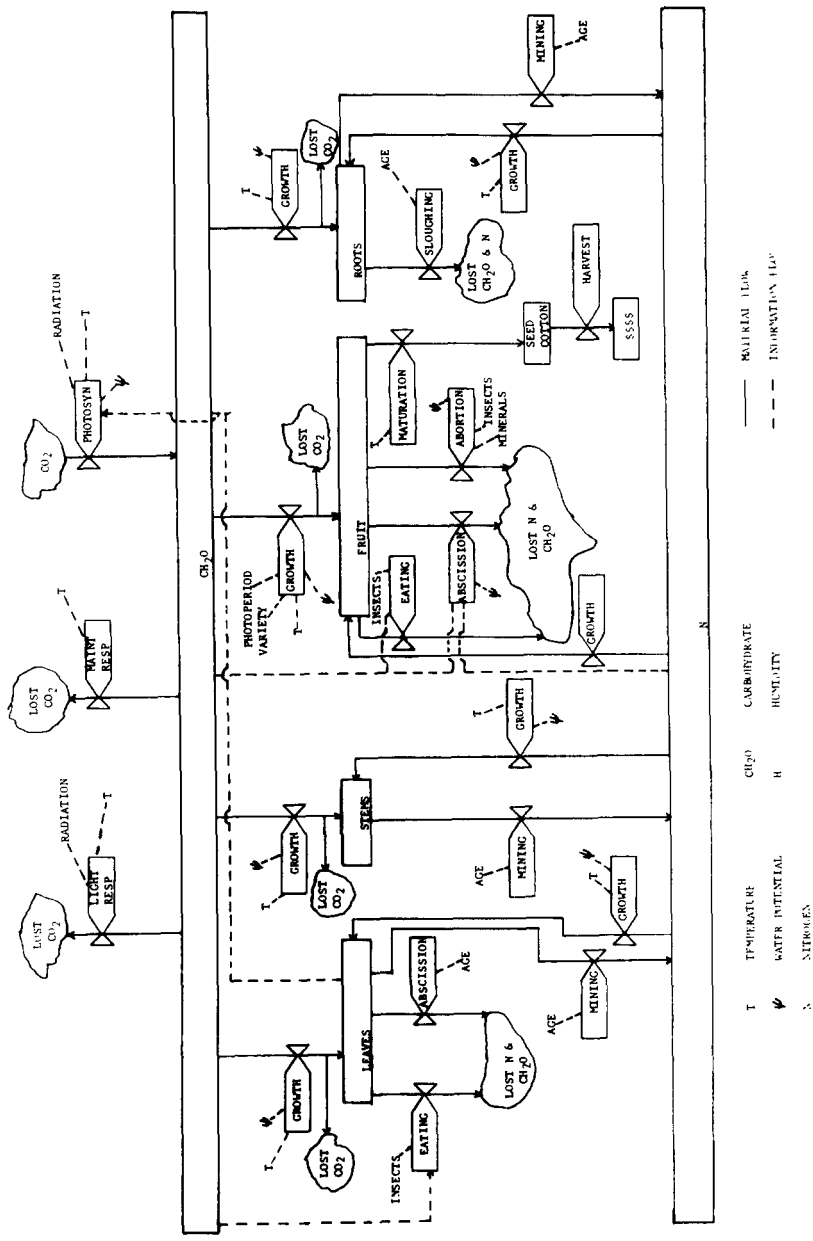 CO2
RADIATION
PHOTOSYN
T
ψ
LOST
CO2
MAINT
RESP
T
LOST
CO2
RADIATION
LIGHT
RESP
T
CH2O
T
ψ
GROWTH
LOST
CO2
LEAVES
INSECTS
EATING
ABSCISSION
AGE
LOST N &
CH2O
AGE
MINING
T
ψ
GROWTH
T
ψ
GROWTH
LOST
CO2
STEMS
AGE
MINING
T
GROWTH
ψ
PHOTOPERIOD
VARIETY
T
GROWTH
ψ
LOST
CO2
FRUIT
INSECTS
EATING
ABSCISSION
ψ
ψ
ABORTION
INSECTS
MINERALS
T
MATURATION
LOST N &
CH2O
GROWTH
SEED
COTTON
HARVEST
$$$$
T
GROWTH
ψ
LOST
CO2
ROOTS
AGE
SLOUGHING
LOST
CH2O & N
T
ψ
GROWTH
MINING
AGE
N
T TEMPERATURE CH2O CARBOHYDRATE MATERIAL FLOW
ψ WATER POTENTIAL H HUMIDITY INFORMATION FLOW
N NITROGEN